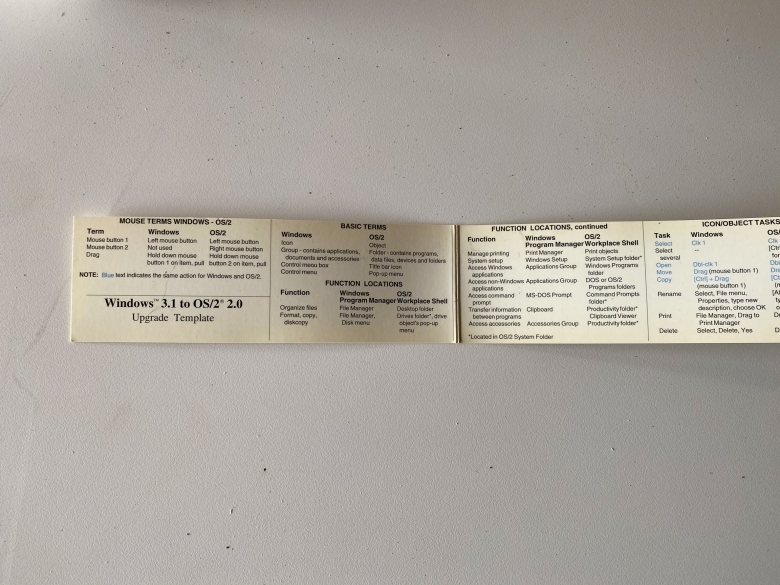 MOUSE TERMS WINDOWS - OS/2
Term Windows OS/2
Mouse button 1 Left mouse button Left mouse button
Mouse button 2 Not used Right mouse button
Drag Hold down mouse Hold down mouse
button 1 on item, pull button 2 on item, pull
NOTE: Blue text indicates the same action for Windows and OS/2.
Windows™ 3.1 to OS/2® 2.0
Upgrade Template
BASIC TERMS
Windows OS/2
Icon Object
Group - contains applications, Folder - contains programs,
documents and accessories data files, devices and folders
Control menu box Title bar icon
Control menu Pop-up menu
FUNCTION LOCATIONS
Function Windows OS/2
Program Manager Workplace Shell
Organize files File Manager Desktop folder
Format, copy, File Manager, Drives folder*, drive
diskcopy Disk menu object's pop-up
menu
FUNCTION LOCATIONS, continued
Function Windows OS/2
Program Manager Workplace Shell
Manage printing Print Manager Print objects
System setup Windows Setup System Setup folder*
Access Windows Applications Group Windows Programs
applications folder
Access non-Windows Applications Group DOS or OS/2
applications Programs folders
Access command MS-DOS Prompt Command Prompts
prompt folder*
Transfer information Clipboard Productivity folder*
between programs Clipboard Viewer
Access accessories Accessories Group Productivity folder*
*Located in OS/2 System Folder
ICON/OBJECT TASKS
Task Windows
Select Clk 1 Clk
Select –
several
Open Dbl-clk 1
Move Drag (mouse button 1)
Copy [Ctrl] + Drag
(mouse button 1)
Rename Select, File menu,
Properties, type new
description, choose OK
Print File Manager, Drag to
Print Manager
Delete Select, Delete, Yes